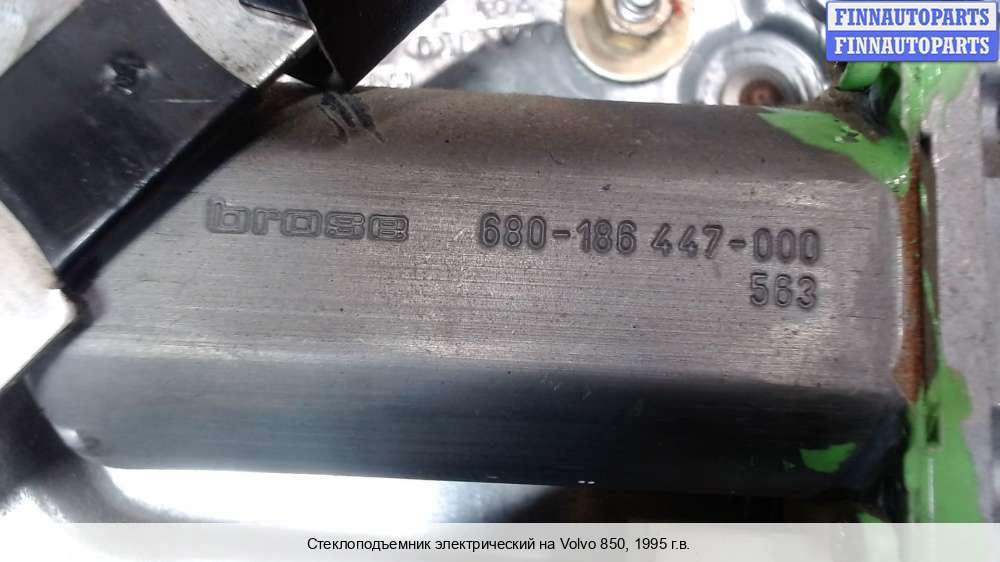 FINNAUTOPARTS
FINNAUTOPARTS
brose 680-186 447-000
563
Стеклоподъемник электрический на Volvo 850, 1995 г.в.